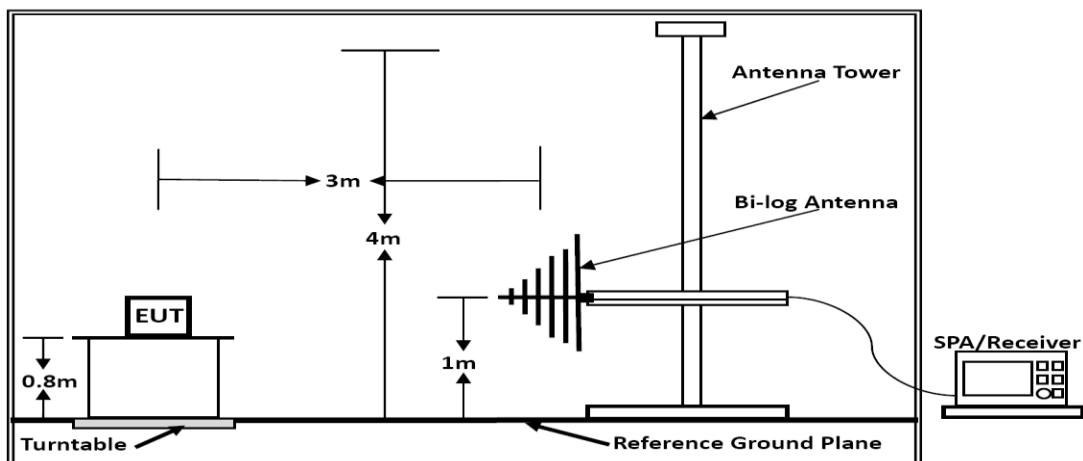 Antenna Tower
3m
Bi-log Antenna
4m
EUT
1m
SPA/Receiver
0.8m
Turntable
Reference Ground Plane